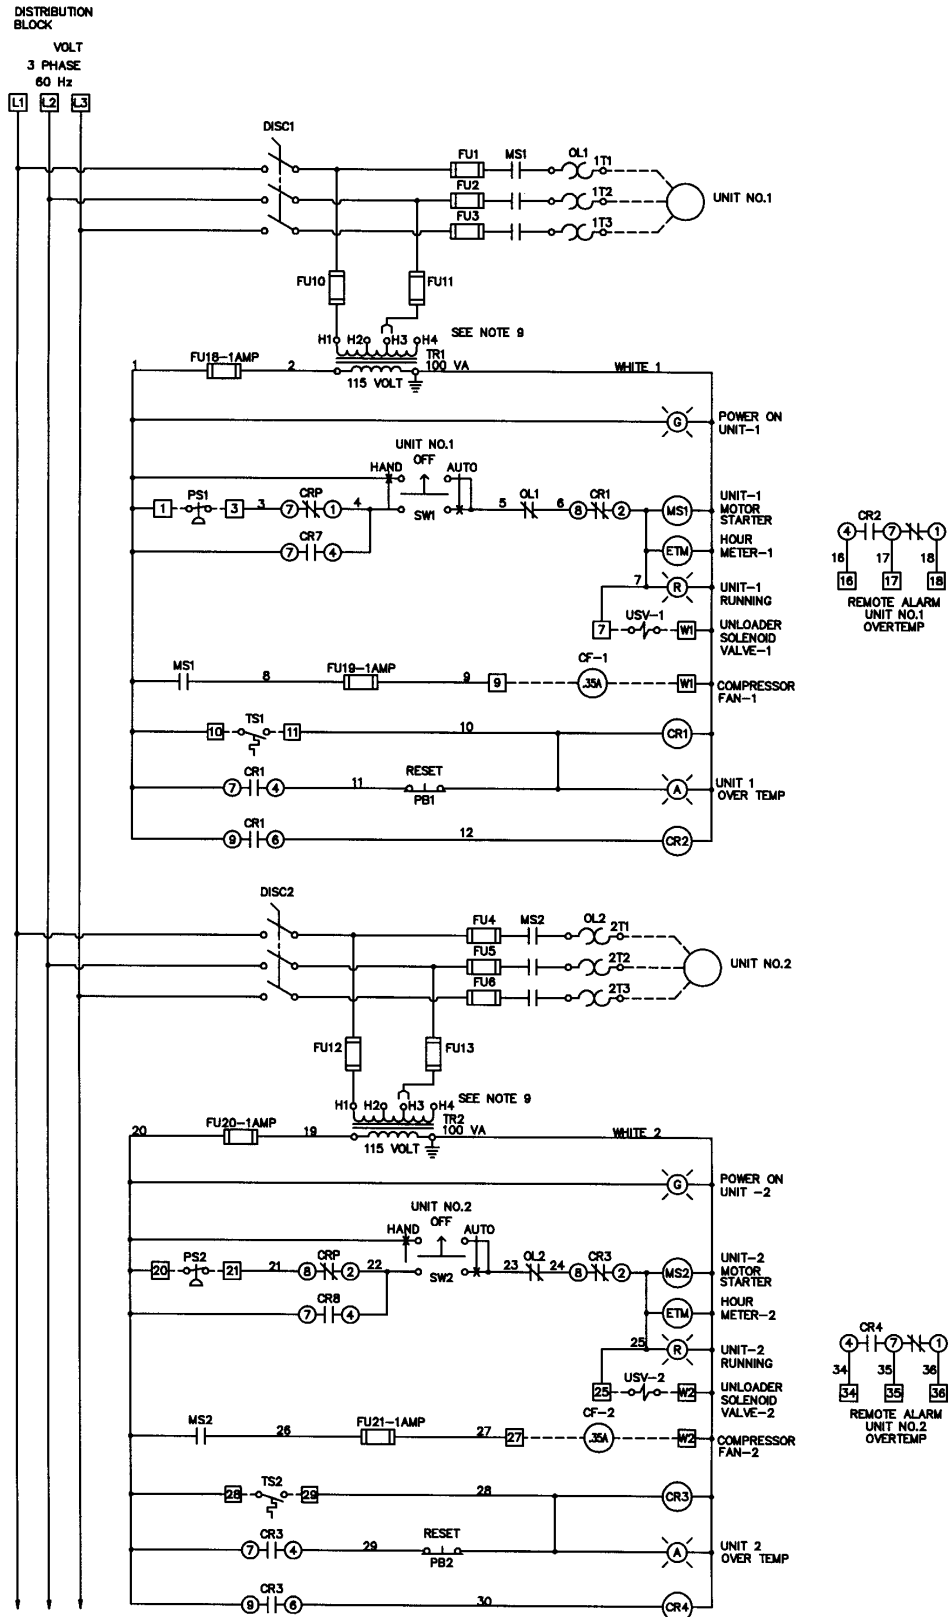 DISTRIBUTION
BLOCK
VOLT
3 PHASE
60 Hz
L1 L2 L3
DISC1
FU1 MS1 OL1 1T1
FU2 1T2
FU3 1T3
UNIT NO.1
FU10 FU11
SEE NOTE 9
H1 H2 H3 H4
TR1
100 VA
1 FU18-1AMP 2
115 VOLT
WHITE 1
G
POWER ON
UNIT-1
UNIT NO.1
HAND OFF AUTO
SW1
1 PS1 3 3 7 CRP 1 4
5 OL1 6 8 CR1 2
MS1
UNIT-1
MOTOR
STARTER
7 CR7 4
ETM
HOUR
METER-1
7
R
UNIT-1
RUNNING
7 USV-1 W1
UNLOADER
SOLENOID
VALVE-1
MS1 8 FU19-1AMP 9 9
CF-1
.35A
W1
COMPRESSOR
FAN-1
10 TS1 11 10
CR1
7 CR1 4 11
RESET
PB1
A
UNIT 1
OVER TEMP
9 CR1 6 12
CR2
4 CR2 7 1
16 17 18
16 17 18
REMOTE ALARM
UNIT NO.1
OVERTEMP
DISC2
FU4 MS2 OL2 2T1
FU5 2T2
FU6 2T3
UNIT NO.2
FU12 FU13
SEE NOTE 9
H1 H2 H3 H4
TR2
100 VA
20 FU20-1AMP 19
115 VOLT
WHITE 2
G
POWER ON
UNIT -2
UNIT NO.2
HAND OFF AUTO
SW2
20 PS2 21 21 8 CRP 2 22
23 OL2 24 8 CR3 2
MS2
UNIT-2
MOTOR
STARTER
7 CR8 4
ETM
HOUR
METER-2
25
R
UNIT-2
RUNNING
25 USV-2 W2
UNLOADER
SOLENOID
VALVE-2
MS2 26 FU21-1AMP 27 27
CF-2
.35A
W2
COMPRESSOR
FAN-2
28 TS2 29 28
CR3
7 CR3 4 29
RESET
PB2
A
UNIT 2
OVER TEMP
9 CR3 6 30
CR4
4 CR4 7 1
34 35 36
34 35 36
REMOTE ALARM
UNIT NO.2
OVERTEMP